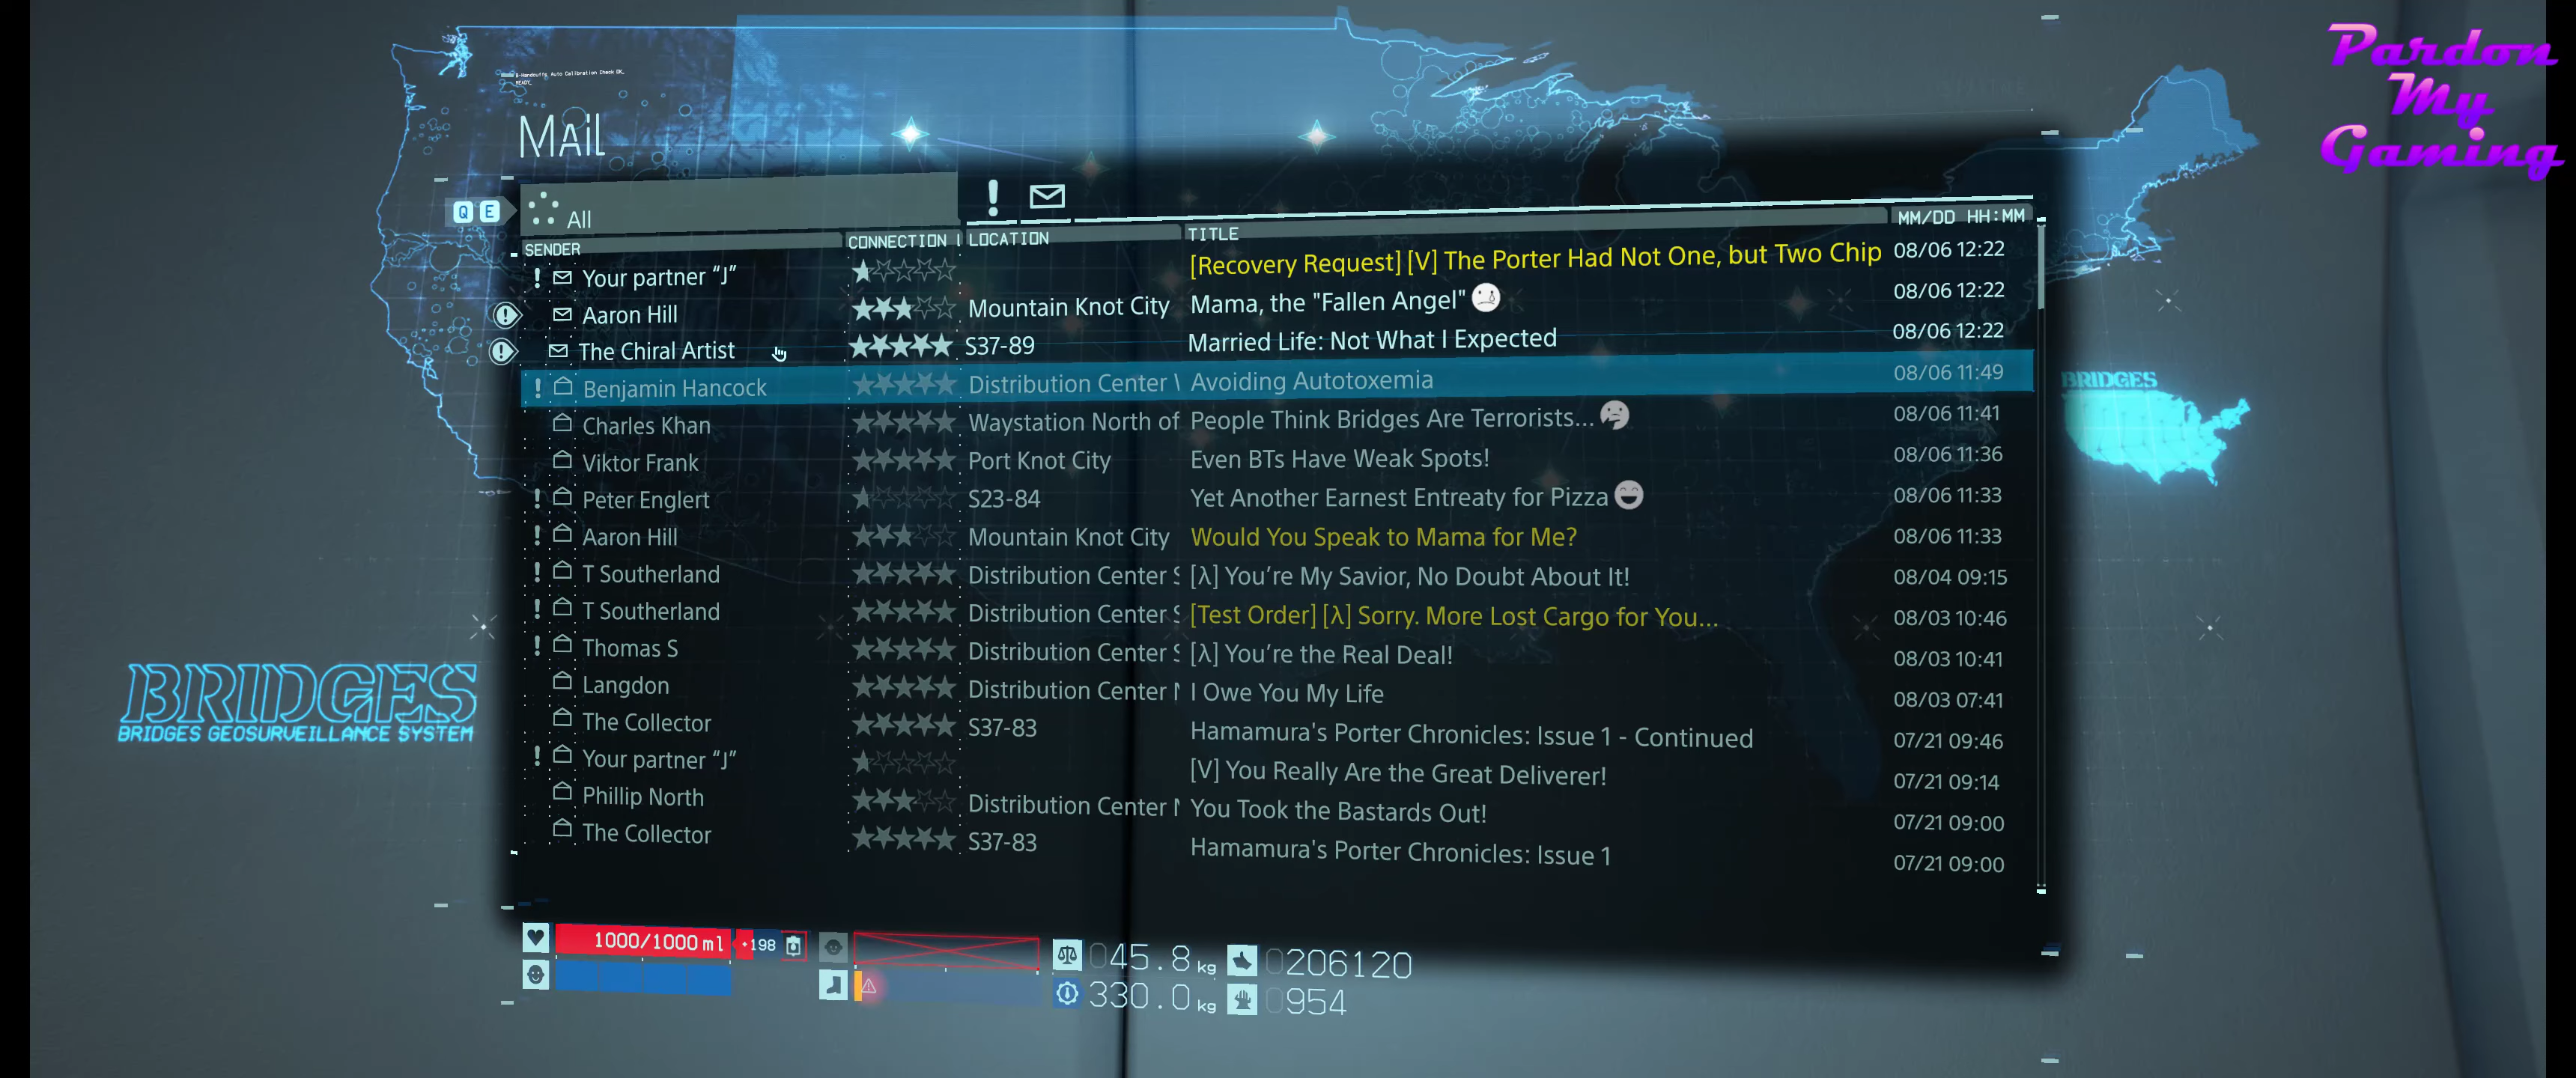 Pardon
My
Gaming
B-Handcuffs Auto Calibration Check OK_
READY_
MAil
Q E All
SENDER CONNECTION LOCATION TITLE MM/DD HH:MM
! Your partner “J” [Recovery Request] [V] The Porter Had Not One, but Two Chip 08/06 12:22
! Aaron Hill Mountain Knot City Mama, the "Fallen Angel" 08/06 12:22
! The Chiral Artist S37-89 Married Life: Not What I Expected 08/06 12:22
! Benjamin Hancock Distribution Center Avoiding Autotoxemia 08/06 11:49
Charles Khan Waystation North of People Think Bridges Are Terrorists... 08/06 11:41
Viktor Frank Port Knot City Even BTs Have Weak Spots! 08/06 11:36
! Peter Englert S23-84 Yet Another Earnest Entreaty for Pizza 08/06 11:33
! Aaron Hill Mountain Knot City Would You Speak to Mama for Me? 08/06 11:33
! T Southerland Distribution Center S [λ] You’re My Savior, No Doubt About It! 08/04 09:15
! T Southerland Distribution Center S [Test Order] [λ] Sorry. More Lost Cargo for You... 08/03 10:46
! Thomas S Distribution Center S [λ] You're the Real Deal! 08/03 10:41
Langdon Distribution Center N I Owe You My Life 08/03 07:41
The Collector S37-83 Hamamura's Porter Chronicles: Issue 1 - Continued 07/21 09:46
! Your partner “J” [V] You Really Are the Great Deliverer! 07/21 09:14
Phillip North Distribution Center N You Took the Bastards Out! 07/21 09:00
The Collector S37-83 Hamamura's Porter Chronicles: Issue 1 07/21 09:00
BRIDGES
BRIDGES
BRIDGES GEOSURVEILLANCE SYSTEM
1000/1000 ml +198 045.8 kg 0206120
330.0 kg 0954